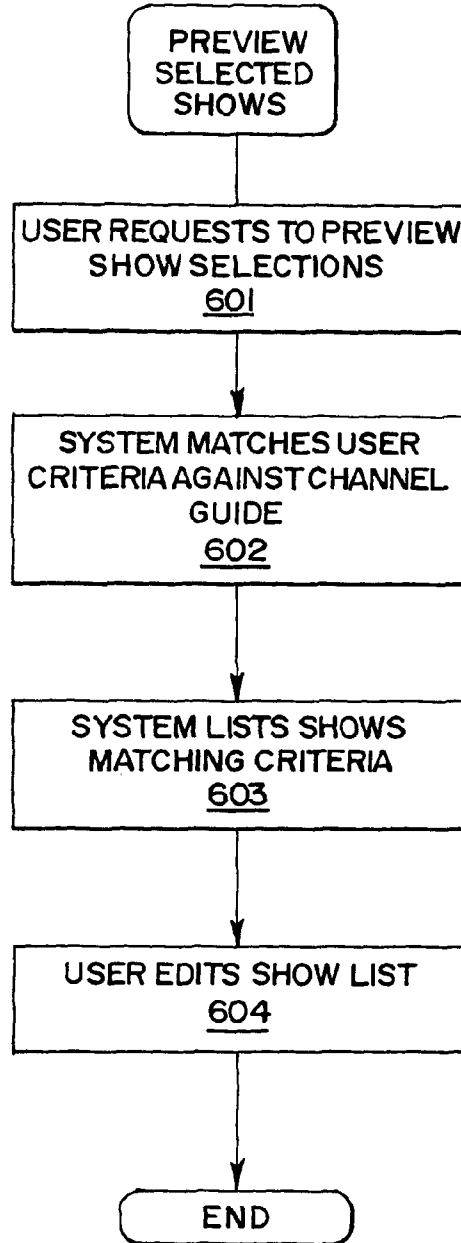 PREVIEW
SELECTED
SHOWS
USER REQUESTS TO PREVIEW
SHOW SELECTIONS
601
SYSTEM MATCHES USER
CRITERIA AGAINST CHANNEL
GUIDE
602
SYSTEM LISTS SHOWS
MATCHING CRITERIA
603
USER EDITS SHOW LIST
604
END